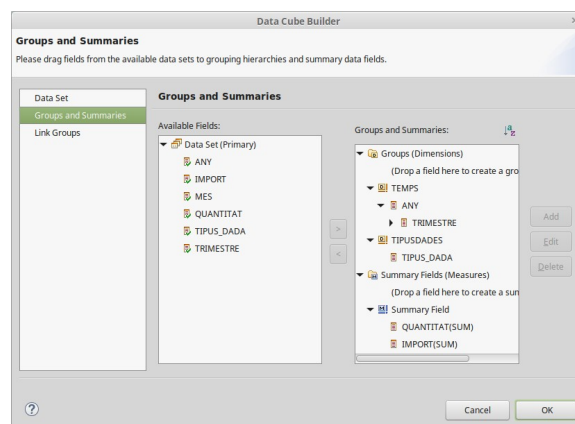 Data Cube Builder
Groups and Summaries
Please drag fields from the available data sets to grouping hierarchies and summary data fields.
Data Set
Groups and Summaries
Link Groups
Groups and Summaries
Available Fields:
Data Set (Primary)
ANY
IMPORT
MES
QUANTITAT
TIPUS_DADA
TRIMESTRE
>
<
Groups and Summaries:
Groups (Dimensions)
(Drop a field here to create a gro
TEMPS
ANY
TRIMESTRE
TIPUSDADES
TIPUS_DADA
Summary Fields (Measures)
(Drop a field here to create a sun
Summary Field
QUANTITAT(SUM)
IMPORT(SUM)
Add
Edit
Delete
Cancel
OK